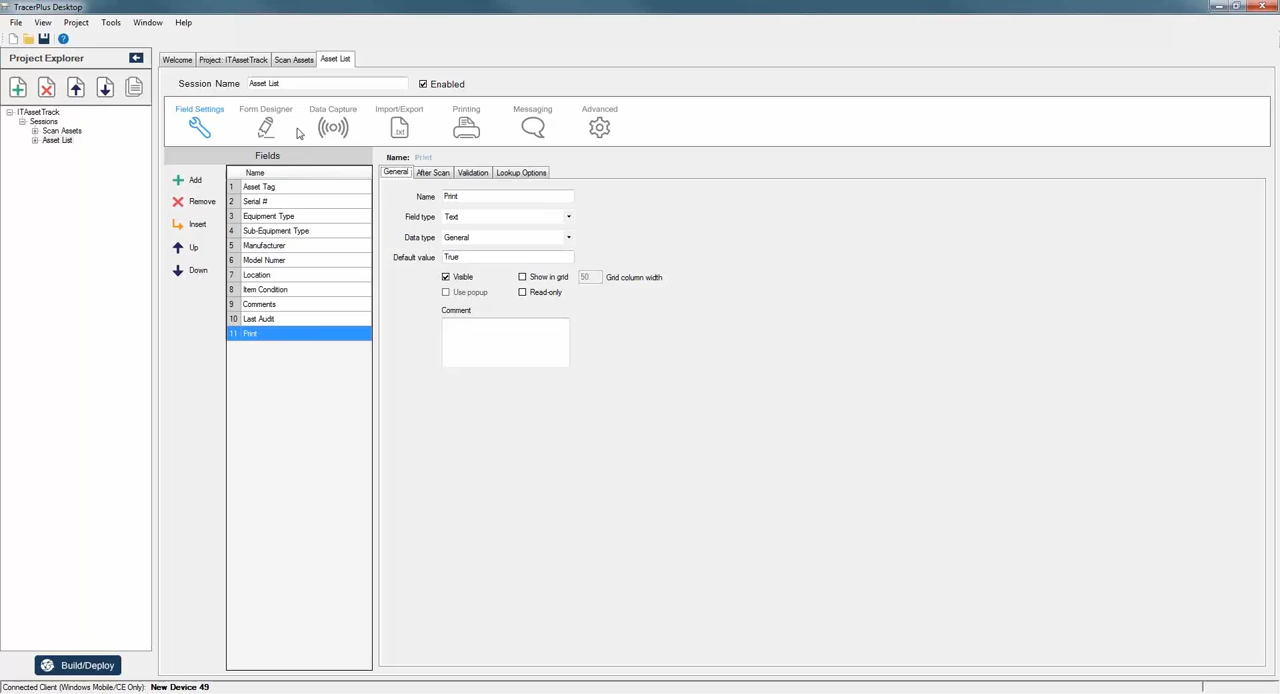 TracerPlus Desktop
File View Project Tools Window Help
Project Explorer
ITAssetTrack
Sessions
Scan Assets
Asset List
Build/Deploy
Welcome Project: ITAssetTrack Scan Assets Asset List
Session Name Asset List Enabled
Field Settings Form Designer Data Capture Import/Export Printing Messaging Advanced
.txt
Fields
Add
Remove
Insert
Up
Down
Name
1 Asset Tag
2 Serial #
3 Equipment Type
4 Sub-Equipment Type
5 Manufacturer
6 Model Numer
7 Location
8 Item Condition
9 Comments
10 Last Audit
11 Print
Name: Print
General After Scan Validation Lookup Options
Name Print
Field type Text
Data type General
Default value True
Visible Show in grid 50 Grid column width
Use popup Read-only
Comment
Connected Client (Windows Mobile/CE Only): New Device 49